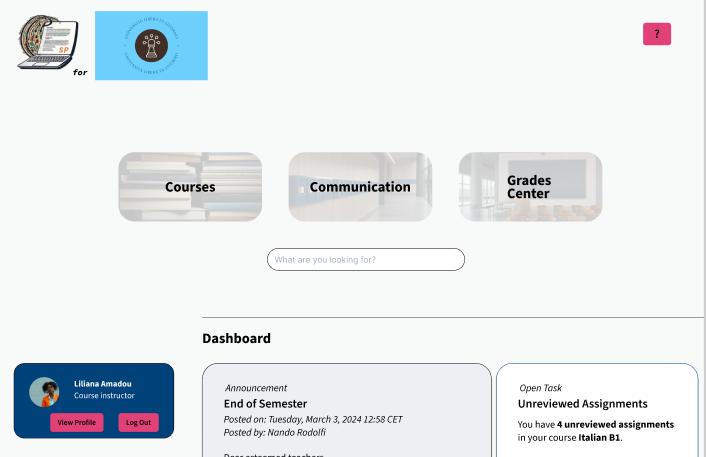 SP
for
?
Courses
Communication
Grades
Center
What are you looking for?
Dashboard
Liliana Amadou
Course instructor
View Profile
Log Out
Announcement
End of Semester
Posted on: Tuesday, March 3, 2024 12:58 CET
Posted by: Nando Rodolfi
Open Task
Unreviewed Assignments
You have 4 unreviewed assignments
in your course Italian B1.